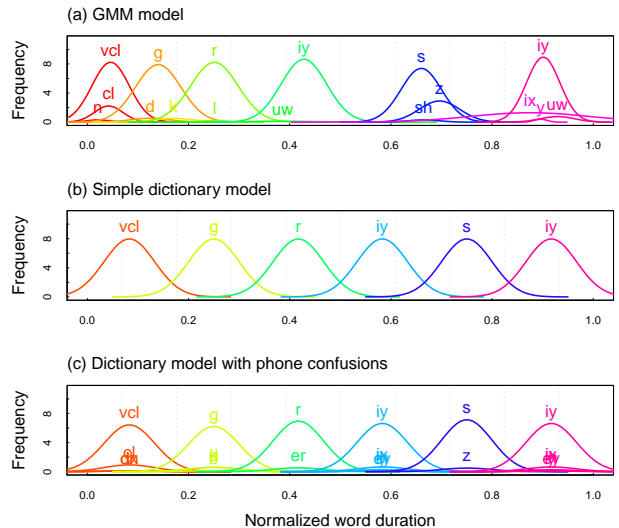 (a) GMM model
Frequency
8
4
0
vcl g r iy s iy
cl z
n d k l uw sh ix y uw
0.0 0.2 0.4 0.6 0.8 1.0
(b) Simple dictionary model
Frequency
8
4
0
vcl g r iy s iy
0.0 0.2 0.4 0.6 0.8 1.0
(c) Dictionary model with phone confusions
Frequency
8
4
0
vcl g r iy s iy
er z
0.0 0.2 0.4 0.6 0.8 1.0
Normalized word duration